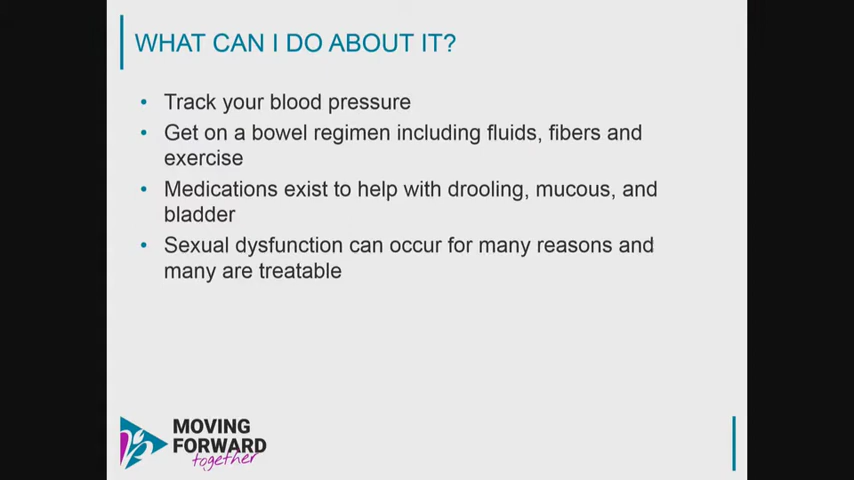 WHAT CAN I DO ABOUT IT?
• Track your blood pressure
• Get on a bowel regimen including fluids, fibers and
exercise
• Medications exist to help with drooling, mucous, and
bladder
• Sexual dysfunction can occur for many reasons and
many are treatable
MOVING
FORWARD
together